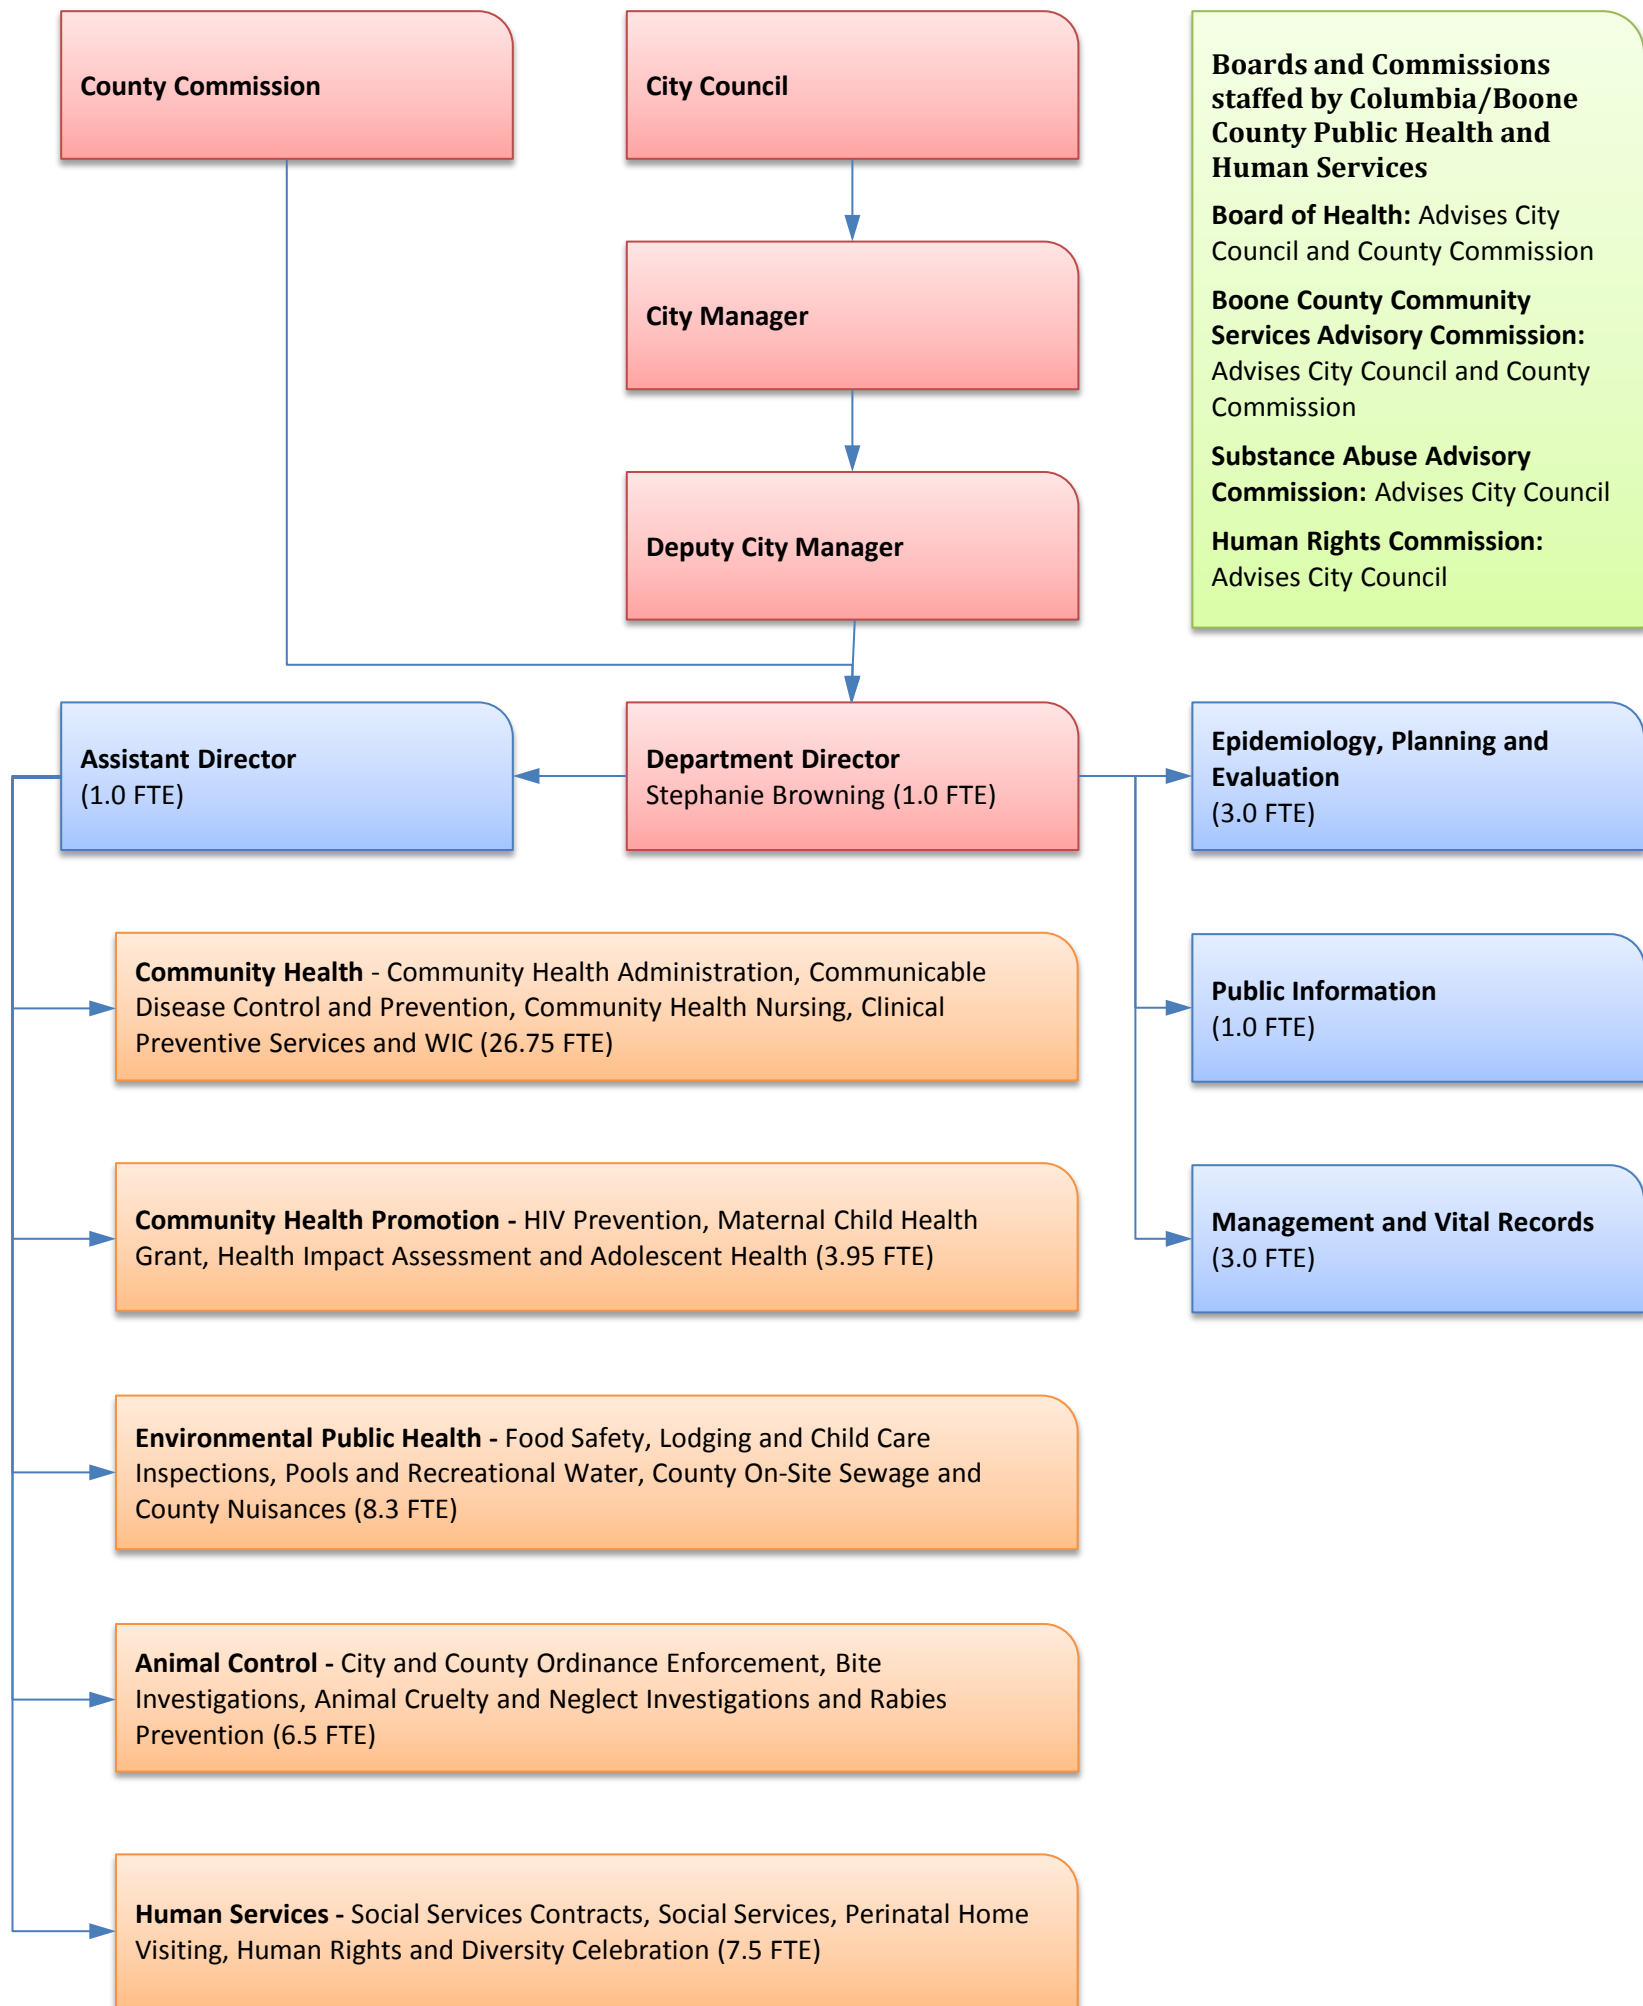 County Commission
City Council
Boards and Commissions
staffed by Columbia/Boone
County Public Health and
Human Services
Board of Health: Advises City
Council and County Commission
Boone County Community
Services Advisory Commission:
Advises City Council and County
Commission
Substance Abuse Advisory
Commission: Advises City Council
Human Rights Commission:
Advises City Council
City Manager
Deputy City Manager
Assistant Director
(1.0 FTE)
Department Director
Stephanie Browning (1.0 FTE)
Epidemiology, Planning and
Evaluation
(3.0 FTE)
Community Health - Community Health Administration, Communicable
Disease Control and Prevention, Community Health Nursing, Clinical
Preventive Services and WIC (26.75 FTE)
Public Information
(1.0 FTE)
Community Health Promotion - HIV Prevention, Maternal Child Health
Grant, Health Impact Assessment and Adolescent Health (3.95 FTE)
Management and Vital Records
(3.0 FTE)
Environmental Public Health - Food Safety, Lodging and Child Care
Inspections, Pools and Recreational Water, County On-Site Sewage and
County Nuisances (8.3 FTE)
Animal Control - City and County Ordinance Enforcement, Bite
Investigations, Animal Cruelty and Neglect Investigations and Rabies
Prevention (6.5 FTE)
Human Services - Social Services Contracts, Social Services, Perinatal Home
Visiting, Human Rights and Diversity Celebration (7.5 FTE)